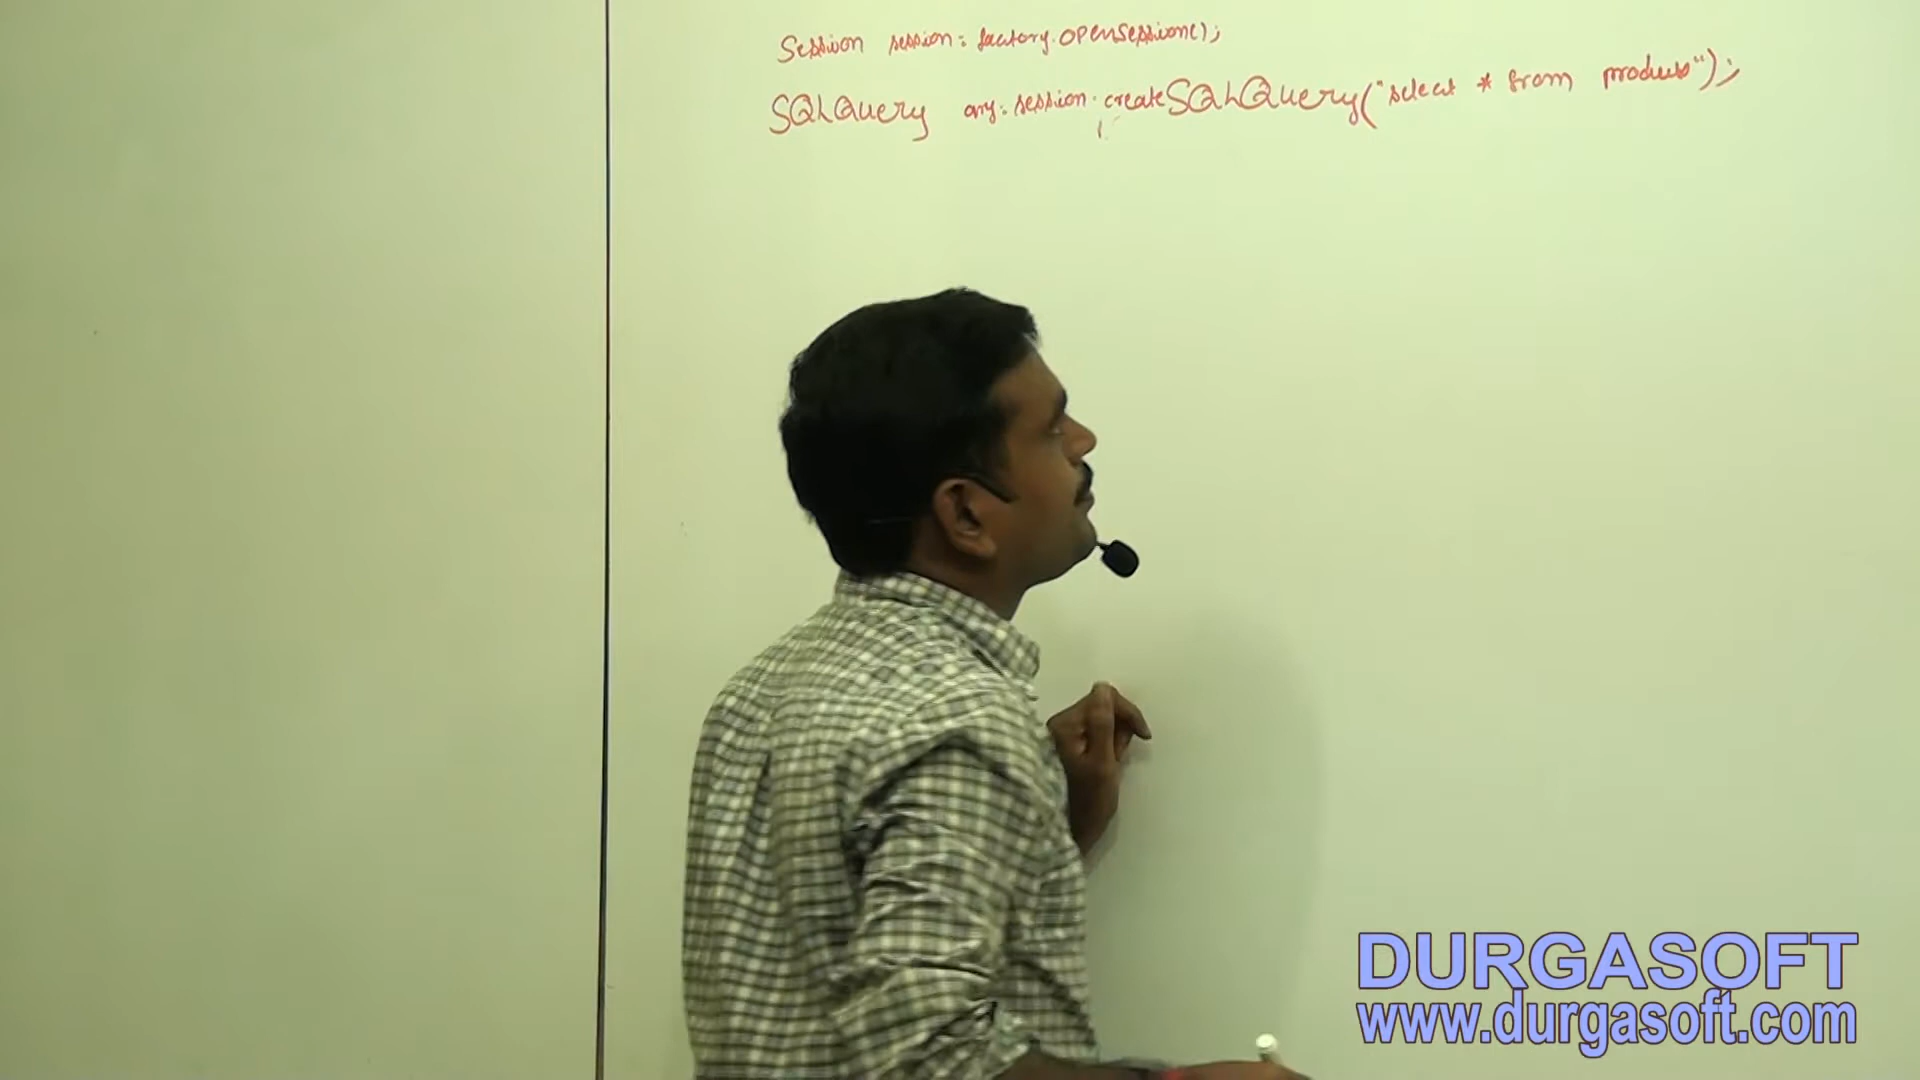 Session session = factory.openSession();
SQLQuery qry = session.createSQLQuery("select * from products");
DURGASOFT
www.durgasoft.com